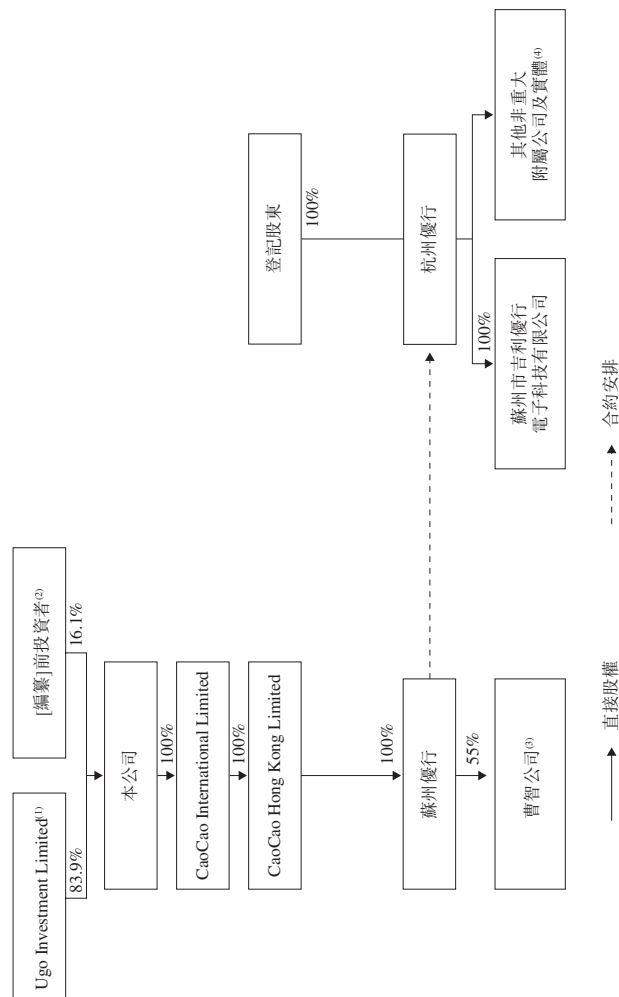 Ugo Investment Limited(1)
[編纂]前投資者(2)
83.9%
16.1%
本公司
100%
CaoCao International Limited
100%
CaoCao Hong Kong Limited
登記股東
100%
100%
蘇州優行
杭州優行
55%
100%
曹智公司(3)
蘇州市吉利優行
電子科技有限公司
其他非重大
附屬公司及實體(4)
直接股權
合約安排